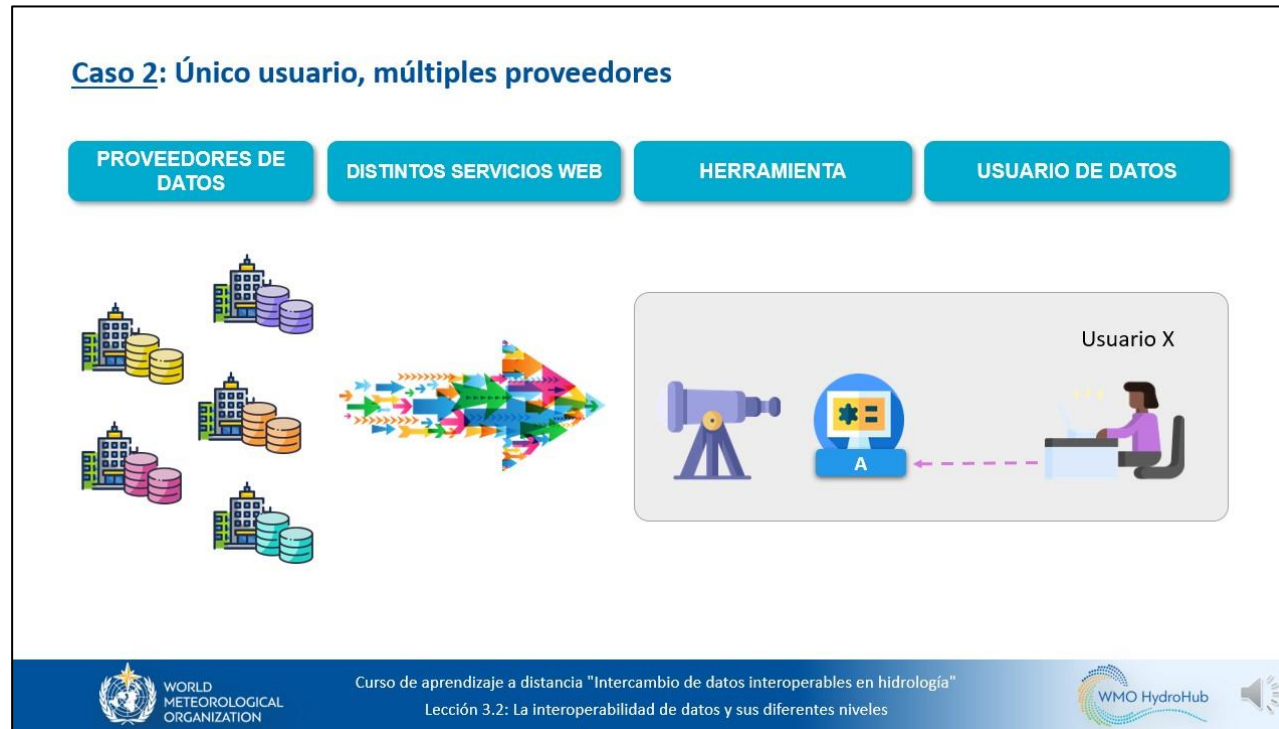 Caso 2: Único usuario, múltiples proveedores
PROVEEDORES DE
DATOS
DISTINTOS SERVICIOS WEB
HERRAMIENTA
USUARIO DE DATOS
Usuario X
A
WORLD
METEOROLOGICAL
ORGANIZATION
Curso de aprendizaje a distancia "Intercambio de datos interoperables en hidrología"
Lección 3.2: La interoperabilidad de datos y sus diferentes niveles
WMO HydroHub